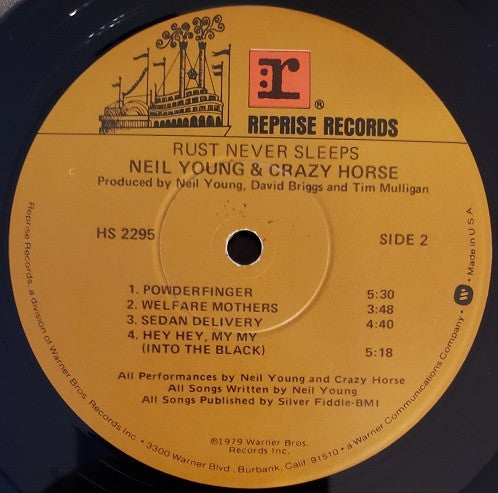 r
®
REPRISE RECORDS
RUST NEVER SLEEPS
NEIL YOUNG & CRAZY HORSE
Produced by Neil Young, David Briggs and Tim Mulligan
HS 2295
SIDE 2
1. POWDERFINGER 5:30
2. WELFARE MOTHERS 3:48
3. SEDAN DELIVERY 4:40
4. HEY HEY, MY MY
(INTO THE BLACK) 5:18
All Performances by Neil Young and Crazy Horse
All Songs Written by Neil Young
All Songs Published by Silver Fiddle-BMI
©1979 Warner Bros.
Records Inc.
Reprise Records, a division of Warner Bros. Records Inc. • 3300 Warner Blvd., Burbank, Calif. 91510 • a Warner Communications Company • Made in U.S.A.